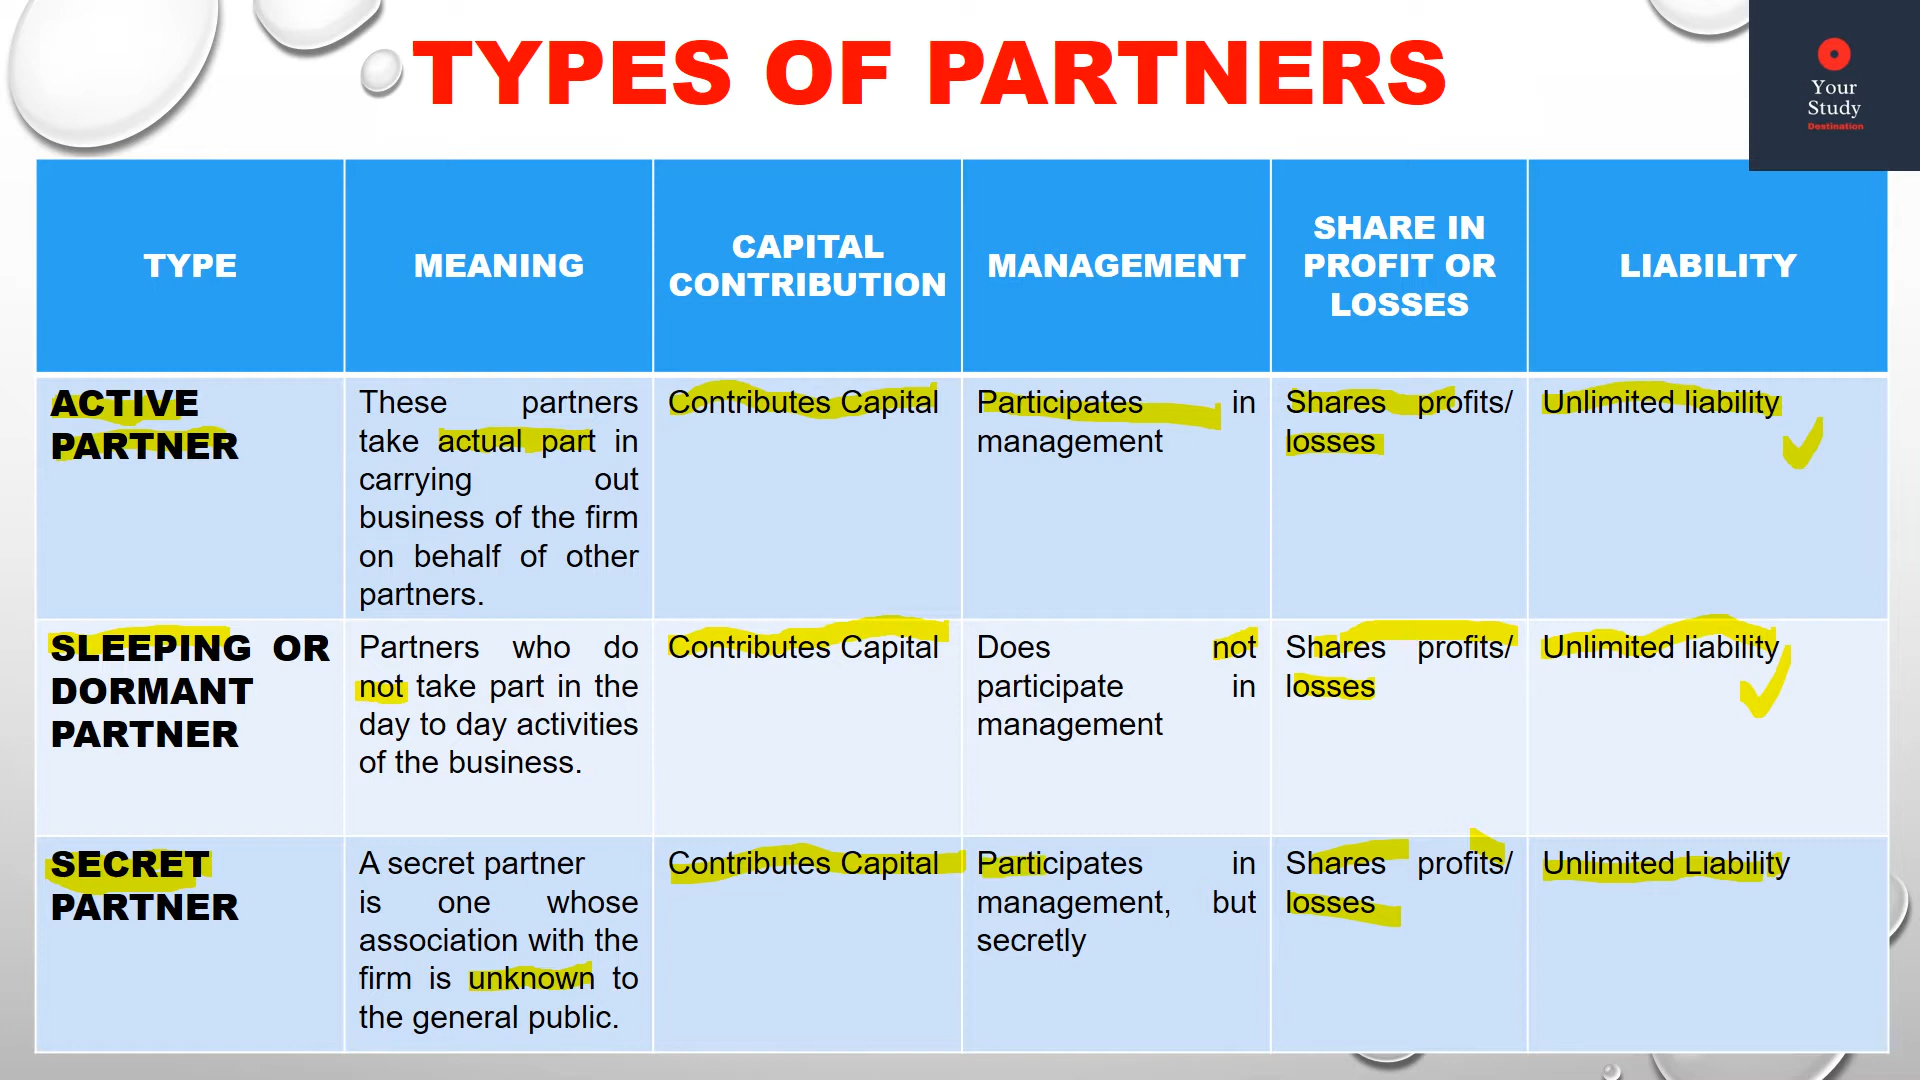 TYPES OF PARTNERS
Your
Study
Destination
TYPE
MEANING
CAPITAL
CONTRIBUTION
MANAGEMENT
SHARE IN
PROFIT OR
LOSSES
LIABILITY
ACTIVE
PARTNER
These partners
take actual part in
carrying out
business of the firm
on behalf of other
partners.
Contributes Capital
Participates in
management
Shares profits/
losses
Unlimited liability
SLEEPING OR
DORMANT
PARTNER
Partners who do
not take part in the
day to day activities
of the business.
Contributes Capital
Does not
participate in
management
Shares profits/
losses
Unlimited liability
SECRET
PARTNER
A secret partner
is one whose
association with the
firm is unknown to
the general public.
Contributes Capital
Participates in
management, but
secretly
Shares profits/
losses
Unlimited Liability